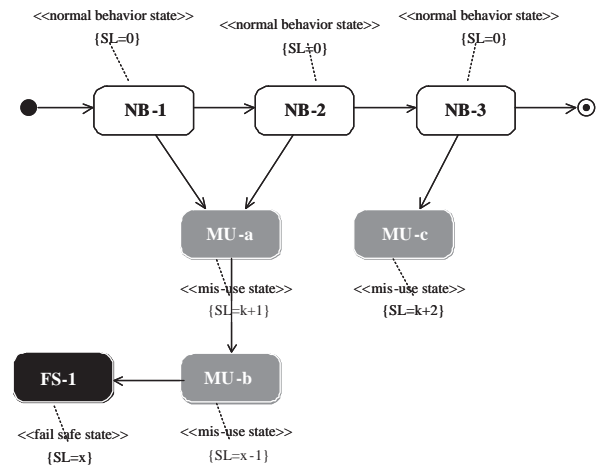 <<normal behavior state>>
{SL=0}
<<normal behavior state>>
{SL=0}
<<normal behavior state>>
{SL=0}
NB-1
NB-2
NB-3
MU-a
MU-c
<<mis-use state>>
{SL=k+1}
<<mis-use state>>
{SL=k+2}
FS-1
MU-b
<<fail safe state>>
{SL=x}
<<mis-use state>>
{SL=x-1}